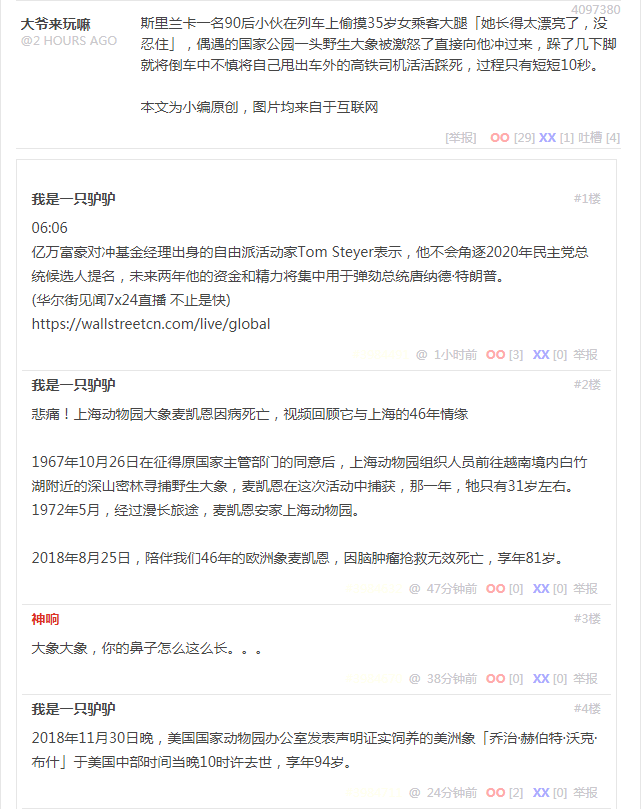 4097380
大爷来玩嘛
@2 HOURS AGO
斯里兰卡一名90后小伙在列车上偷摸35岁女乘客大腿「她长得太漂亮了，没
忍住」，偶遇的国家公园一头野生大象被激怒了直接向他冲过来，跺了几下脚
就将倒车中不慎将自己甩出车外的高铁司机活活踩死，过程只有短短10秒。
本文为小编原创，图片均来自于互联网
[举报] OO [29] XX [1] 吐槽 [4]
我是一只驴驴 #1楼
06:06
亿万富豪对冲基金经理出身的自由派活动家Tom Steyer表示，他不会角逐2020年民主党总
统候选人提名，未来两年他的资金和精力将集中用于弹劾总统唐纳德·特朗普。
(华尔街见闻7x24直播 不止是快)
https://wallstreetcn.com/live/global
@ 1小时前 OO [3] XX [0] 举报
我是一只驴驴 #2楼
悲痛！上海动物园大象麦凯恩因病死亡，视频回顾它与上海的46年情缘
1967年10月26日在征得原国家主管部门的同意后，上海动物园组织人员前往越南境内白竹
湖附近的深山密林寻捕野生大象，麦凯恩在这次活动中捕获，那一年，牠只有31岁左右。
1972年5月，经过漫长旅途，麦凯恩安家上海动物园。
2018年8月25日，陪伴我们46年的欧洲象麦凯恩，因脑肿瘤抢救无效死亡，享年81岁。
@ 47分钟前 OO [0] XX [0] 举报
神响 #3楼
大象大象，你的鼻子怎么这么长。。。
@ 38分钟前 OO [0] XX [0] 举报
我是一只驴驴 #4楼
2018年11月30日晚，美国国家动物园办公室发表声明证实饲养的美洲象「乔治·赫伯特·沃克·
布什」于美国中部时间当晚10时许去世，享年94岁。
@ 24分钟前 OO [2] XX [0] 举报